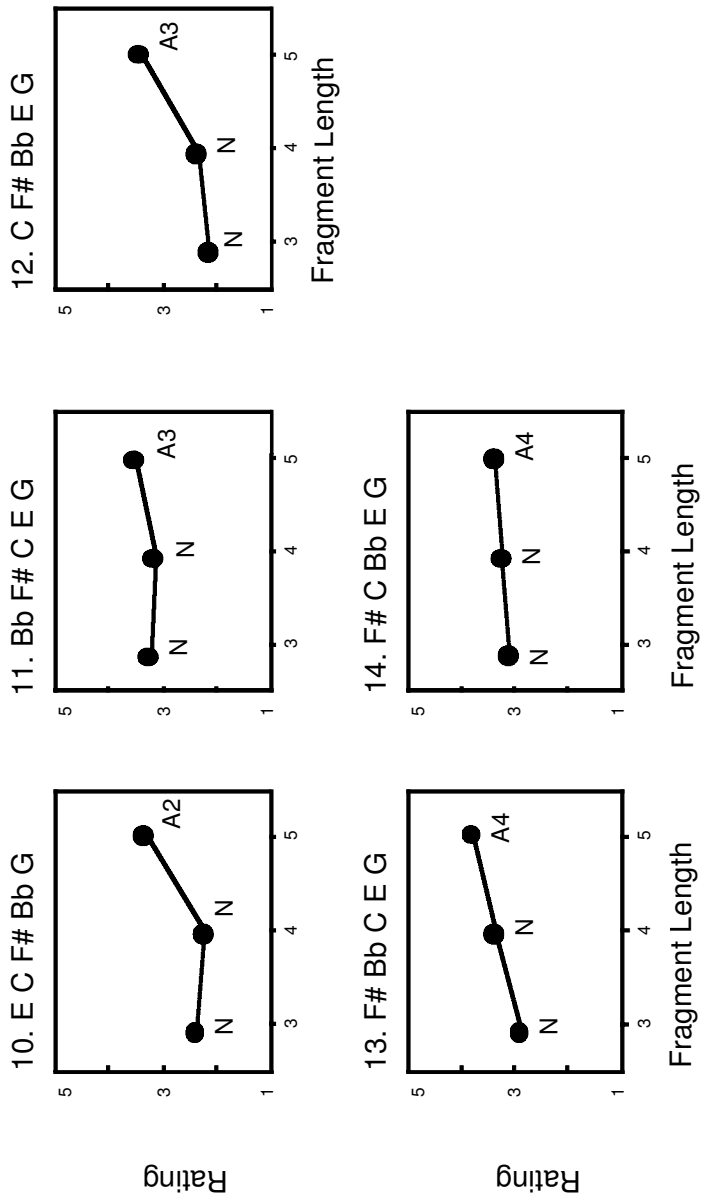 10. E C F# Bb G
11. Bb F# C E G
12. C F# Bb E G
Rating
5
3
1
N
N
A2
3
4
5
5
3
1
N
N
A3
3
4
5
5
3
1
N
N
A3
3
4
5
Fragment Length
13. F# Bb C E G
14. F# C Bb E G
Rating
5
3
1
N
N
A4
3
4
5
Fragment Length
5
3
1
N
N
A4
3
4
5
Fragment Length